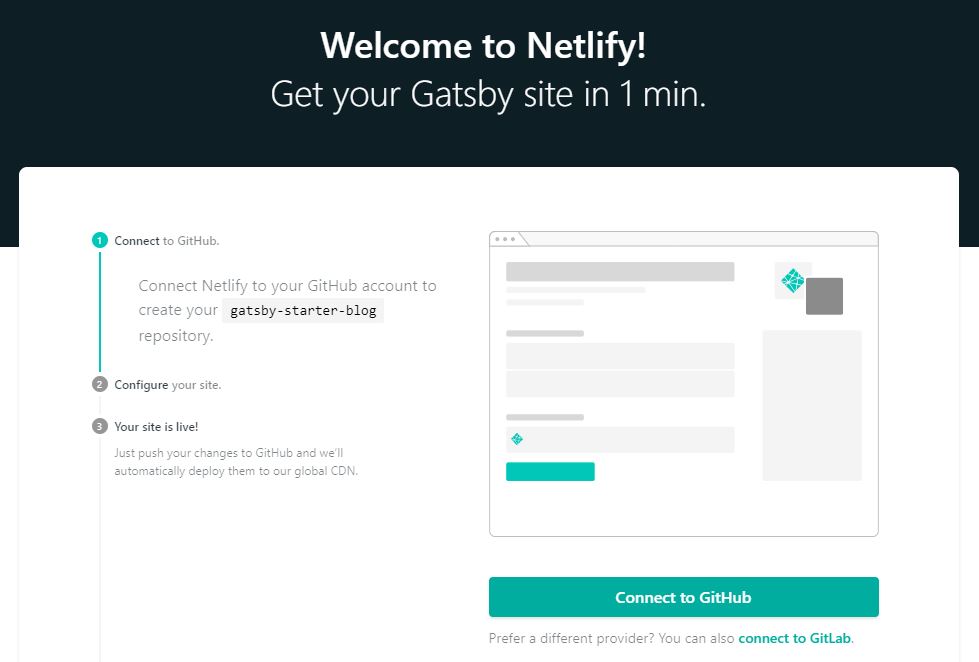 Welcome to Netlify!
Get your Gatsby site in 1 min.
1 Connect to GitHub.
Connect Netlify to your GitHub account to
create your gatsby-starter-blog
repository.
2 Configure your site.
3 Your site is live!
Just push your changes to GitHub and we'll
automatically deploy them to our global CDN.
Connect to GitHub
Prefer a different provider? You can also connect to GitLab.